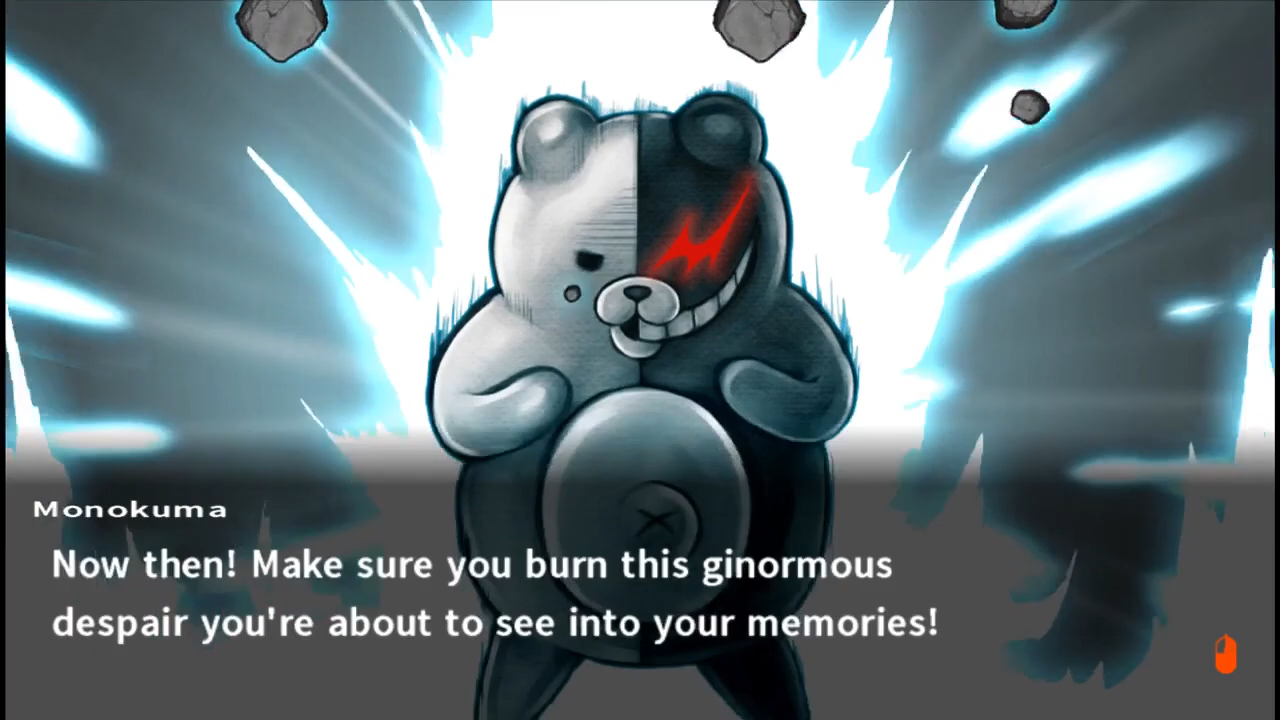 Monokuma
Now then! Make sure you burn this ginormous
despair you're about to see into your memories!